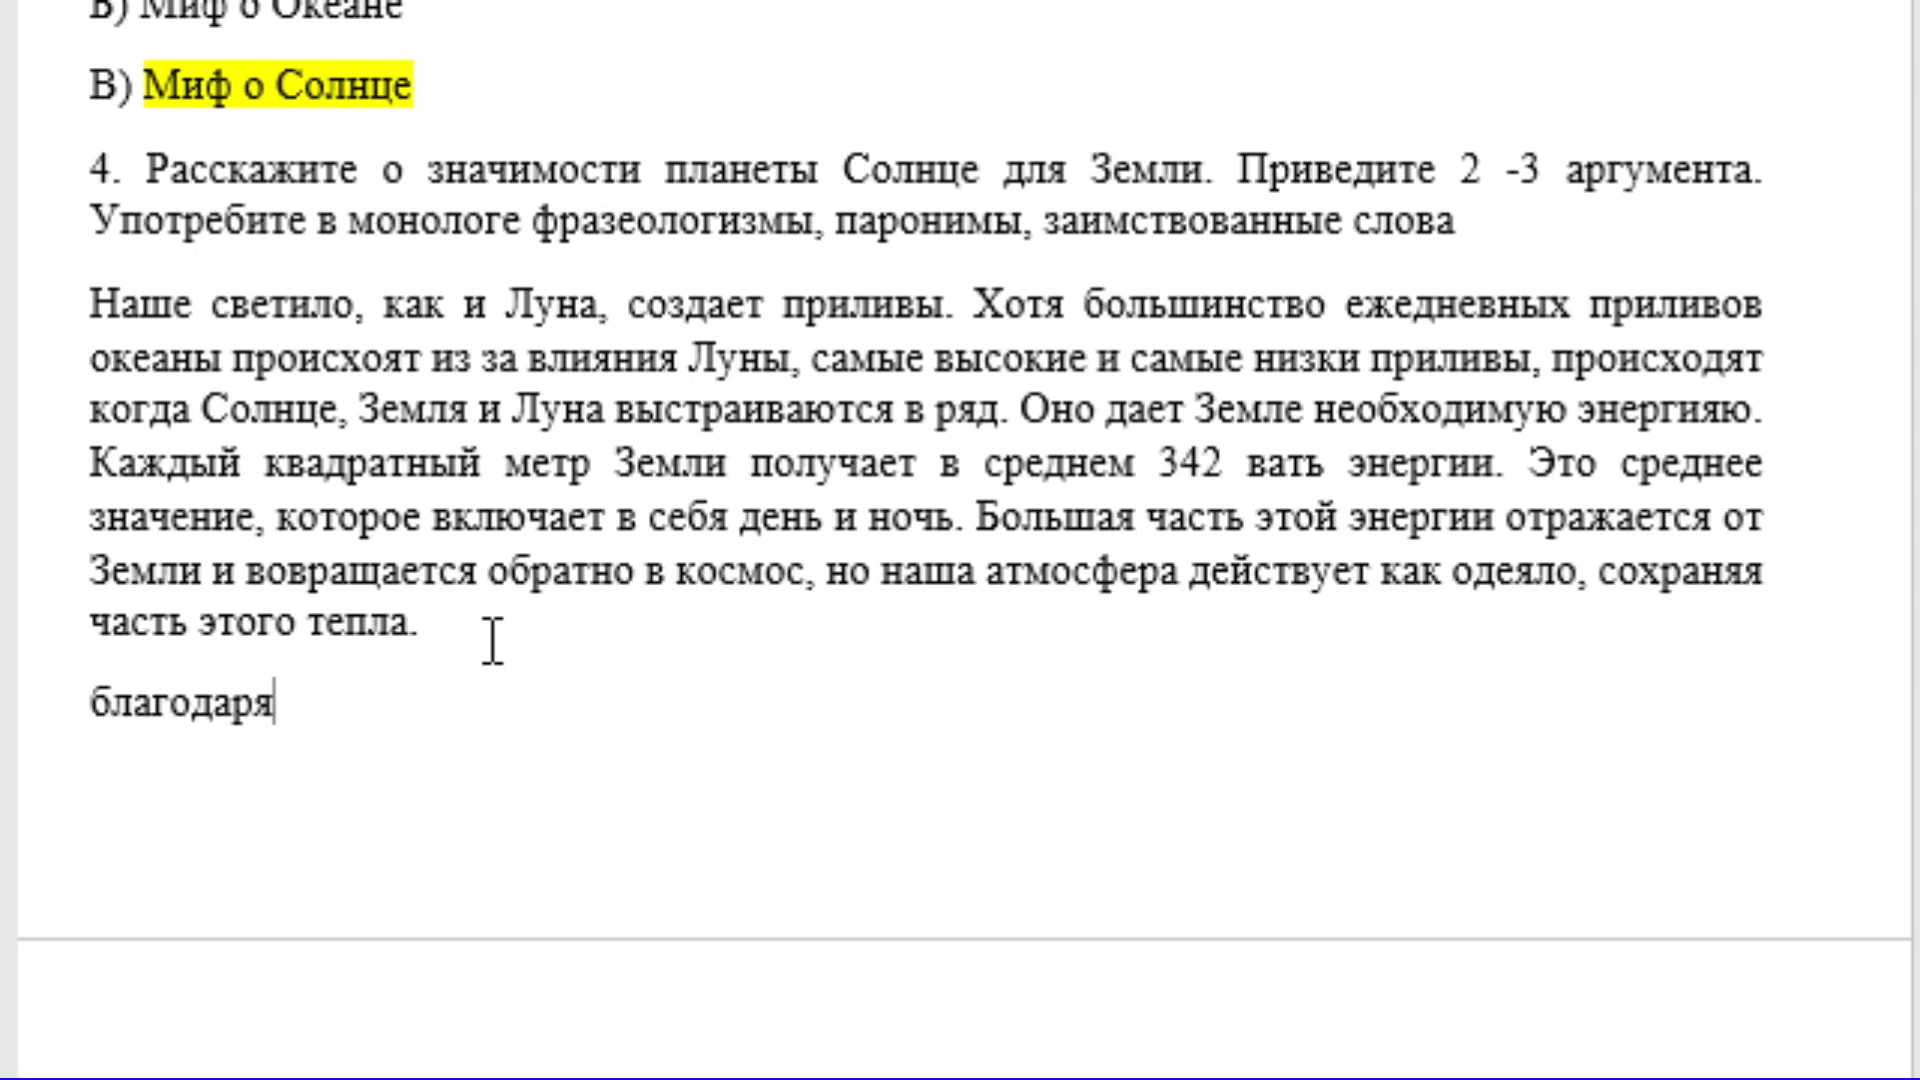 Б) Миф о Океане
В) Миф о Солнце
4. Расскажите о значимости планеты Солнце для Земли. Приведите 2 -3 аргумента.
Употребите в монологе фразеологизмы, паронимы, заимствованные слова
Наше светило, как и Луна, создает приливы. Хотя большинство ежедневных приливов
океаны происхоят из за влияния Луны, самые высокие и самые низки приливы, происходят
когда Солнце, Земля и Луна выстраиваются в ряд. Оно дает Земле необходимую энергияю.
Каждый квадратный метр Земли получает в среднем 342 вать энергии. Это среднее
значение, которое включает в себя день и ночь. Большая часть этой энергии отражается от
Земли и вовращается обратно в космос, но наша атмосфера действует как одеяло, сохраняя
часть этого тепла.
благодаря